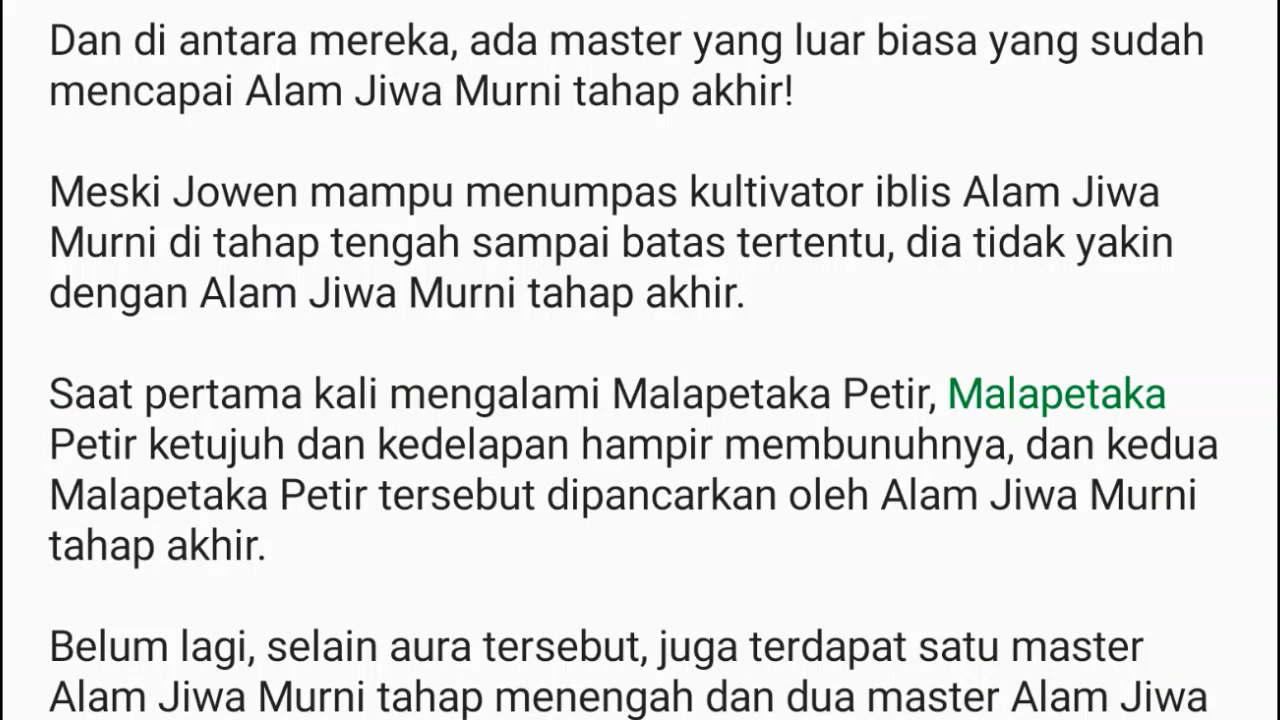 Dan di antara mereka, ada master yang luar biasa yang sudah
mencapai Alam Jiwa Murni tahap akhir!
Meski Jowen mampu menumpas kultivator iblis Alam Jiwa
Murni di tahap tengah sampai batas tertentu, dia tidak yakin
dengan Alam Jiwa Murni tahap akhir.
Saat pertama kali mengalami Malapetaka Petir, Malapetaka
Petir ketujuh dan kedelapan hampir membunuhnya, dan kedua
Malapetaka Petir tersebut dipancarkan oleh Alam Jiwa Murni
tahap akhir.
Belum lagi, selain aura tersebut, juga terdapat satu master
Alam Jiwa Murni tahap menengah dan dua master Alam Jiwa